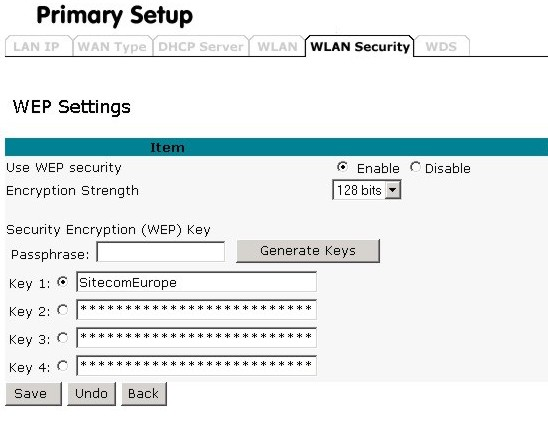 Primary Setup
LAN IP WAN Type DHCP Server WLAN WLAN Security WDS
WEP Settings
Item
Use WEP security Enable Disable
Encryption Strength 128 bits
Security Encryption (WEP) Key
Passphrase: Generate Keys
Key 1: SitecomEurope
Key 2: **************************
Key 3: **************************
Key 4: **************************
Save Undo Back